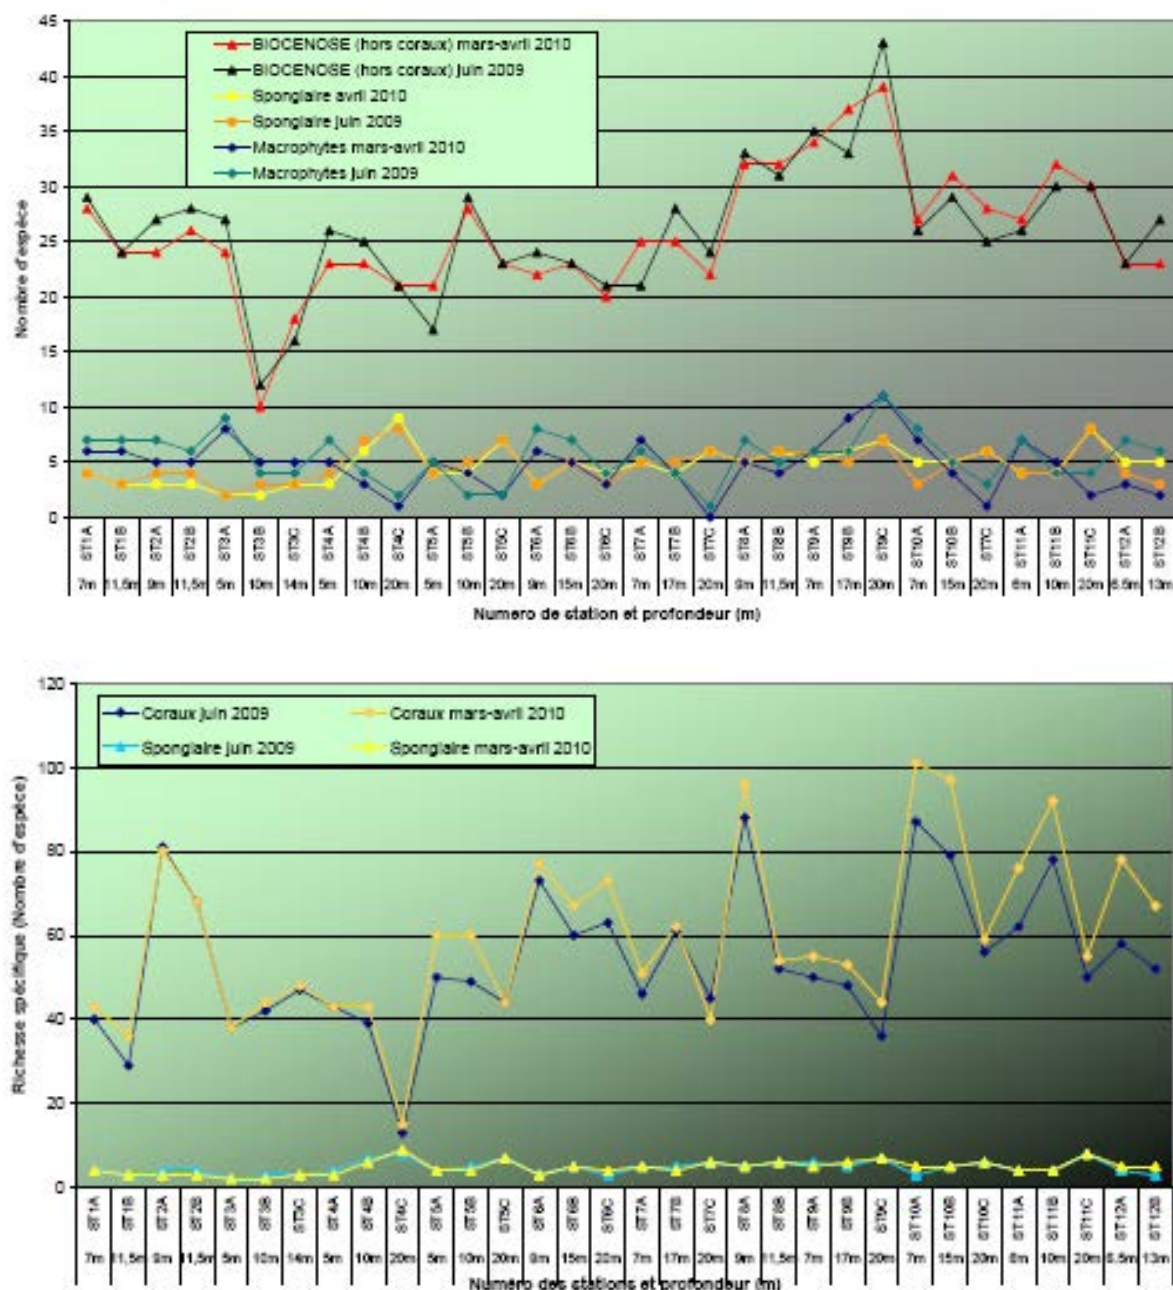 45
40
35
30
25
20
15
10
5
0
Nombre d'espèce
BIOCENOSE (hors coraux) mars-avril 2010
BIOCENOSE (hors coraux) juin 2009
Spongiaire avril 2010
Spongiaire juin 2009
Macrophytes mars-avril 2010
Macrophytes juin 2009
ST1A ST1B ST2A ST2B ST3A ST3B ST3C ST4A ST4B ST4C ST5A ST5B ST5C ST6A ST6B ST6C ST7A ST7B ST7C ST8A ST8B ST9A ST9B ST9C ST10A ST10B ST7C ST11A ST11B ST11C ST12A ST12B
7m 11,5m 9m 11,5m 5m 10m 14m 5m 10m 20m 5m 10m 20m 9m 15m 20m 7m 17m 20m 9m 11,5m 7m 17m 20m 7m 15m 20m 6m 10m 20m 6,5m 13m
Numero de station et profondeur (m)
120
100
80
60
40
20
0
Richesse spécifique (Nombre d'espèce)
Coraux juin 2009 Coraux mars-avril 2010
Spongiaire juin 2009 Spongiaire mars-avril 2010
ST1A ST1B ST2A ST2B ST3A ST3B ST3C ST4A ST4B ST4C ST5A ST5B ST5C ST6A ST6B ST6C ST7A ST7B ST7C ST8A ST8B ST9A ST9B ST9C ST10A ST10B ST10C ST11A ST11B ST11C ST12A ST12B
7m 11,5m 9m 11,5m 5m 10m 14m 5m 10m 20m 5m 10m 20m 9m 15m 20m 7m 17m 20m 9m 11,5m 7m 17m 20m 7m 15m 20m 6m 10m 20m 6,5m 13m
Numéro des stations et profondeur (m)